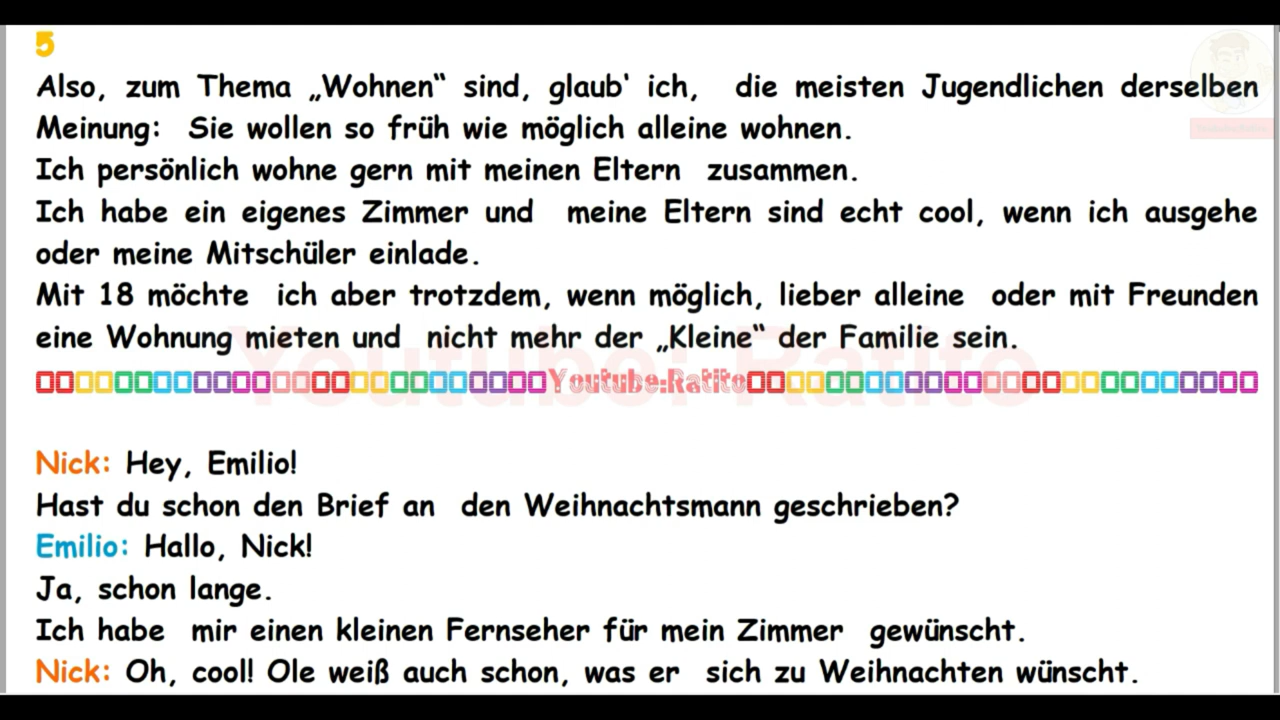 5
Also, zum Thema „Wohnen“ sind, glaub' ich, die meisten Jugendlichen derselben
Meinung: Sie wollen so früh wie möglich alleine wohnen.
Ich persönlich wohne gern mit meinen Eltern zusammen.
Ich habe ein eigenes Zimmer und meine Eltern sind echt cool, wenn ich ausgehe
oder meine Mitschüler einlade.
Mit 18 möchte ich aber trotzdem, wenn möglich, lieber alleine oder mit Freunden
eine Wohnung mieten und nicht mehr der „Kleine“ der Familie sein.
Youtube: Ratito
Youtube:Ratito
Nick: Hey, Emilio!
Hast du schon den Brief an den Weihnachtsmann geschrieben?
Emilio: Hallo, Nick!
Ja, schon lange.
Ich habe mir einen kleinen Fernseher für mein Zimmer gewünscht.
Nick: Oh, cool! Ole weiß auch schon, was er sich zu Weihnachten wünscht.